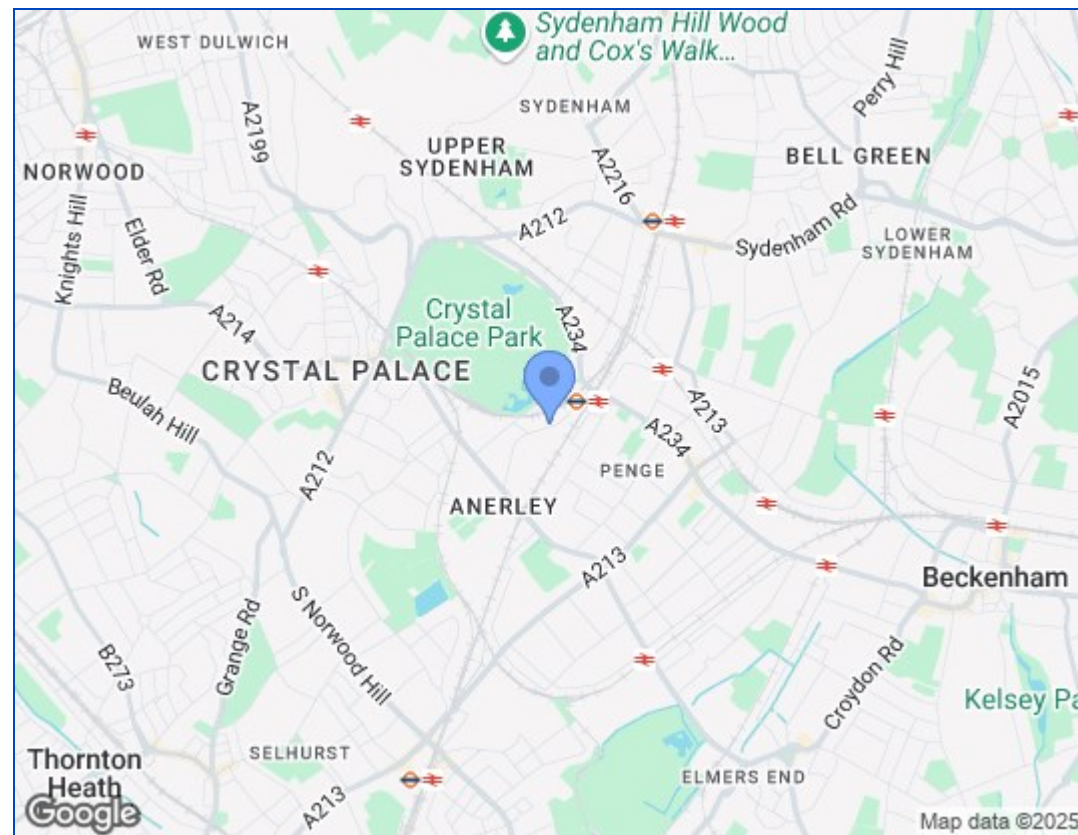 Sydenham Hill Wood
and Cox's Walk...
WEST DULWICH
Perry Hill
SYDENHAM
A2199
UPPER
SYDENHAM
A2216
BELL GREEN
NORWOOD
Knights Hill
Elder Rd
A212
Sydenham Rd
LOWER
SYDENHAM
A214
Crystal
Palace Park
A234
CRYSTAL PALACE
A213
A2015
Beulah Hill
A234
A212
PENGE
ANERLEY
A213
Beckenham
Grange Rd
S Norwood Hill
B273
Croydon Rd
Kelsey Pa
SELHURST
Thornton
Heath
ELMERS END
A213
Google
Map data ©2025